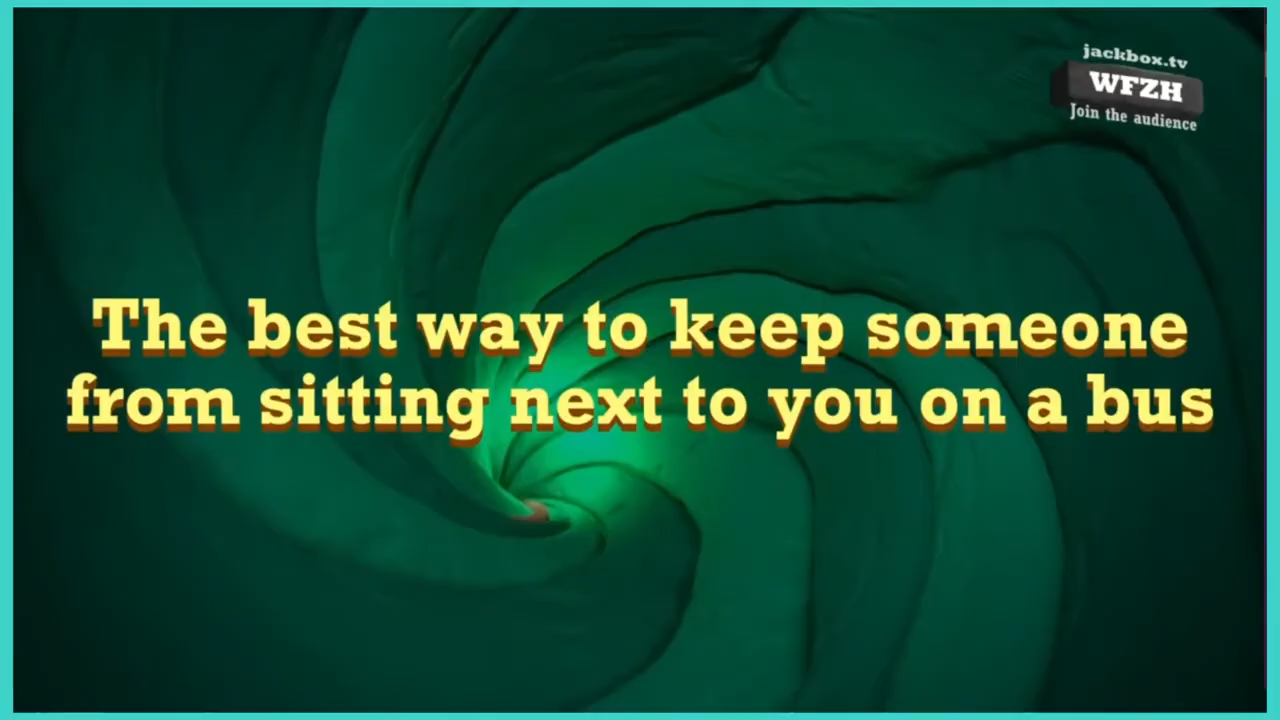 jackbox.tv
WFZH
Join the audience
The best way to keep someone
from sitting next to you on a bus